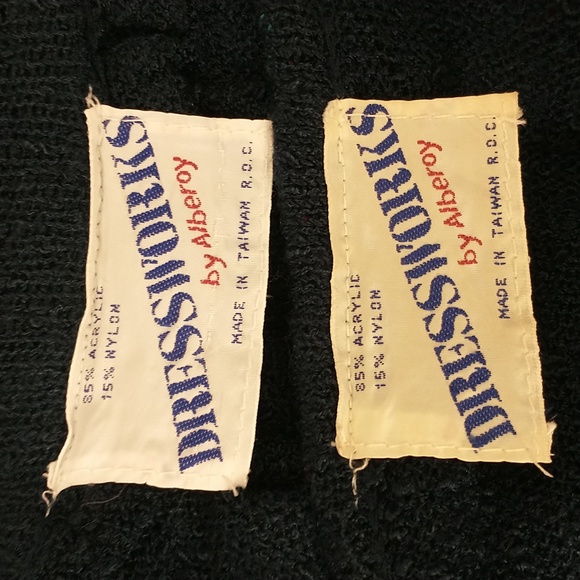 85% ACRYLIC
15% NYLON
DRESSWORKS
by Alberoy
MADE IN TAIWAN R.O.C.
85% ACRYLIC
15% NYLON
DRESSWORKS
by Alberoy
MADE IN TAIWAN R.O.C.